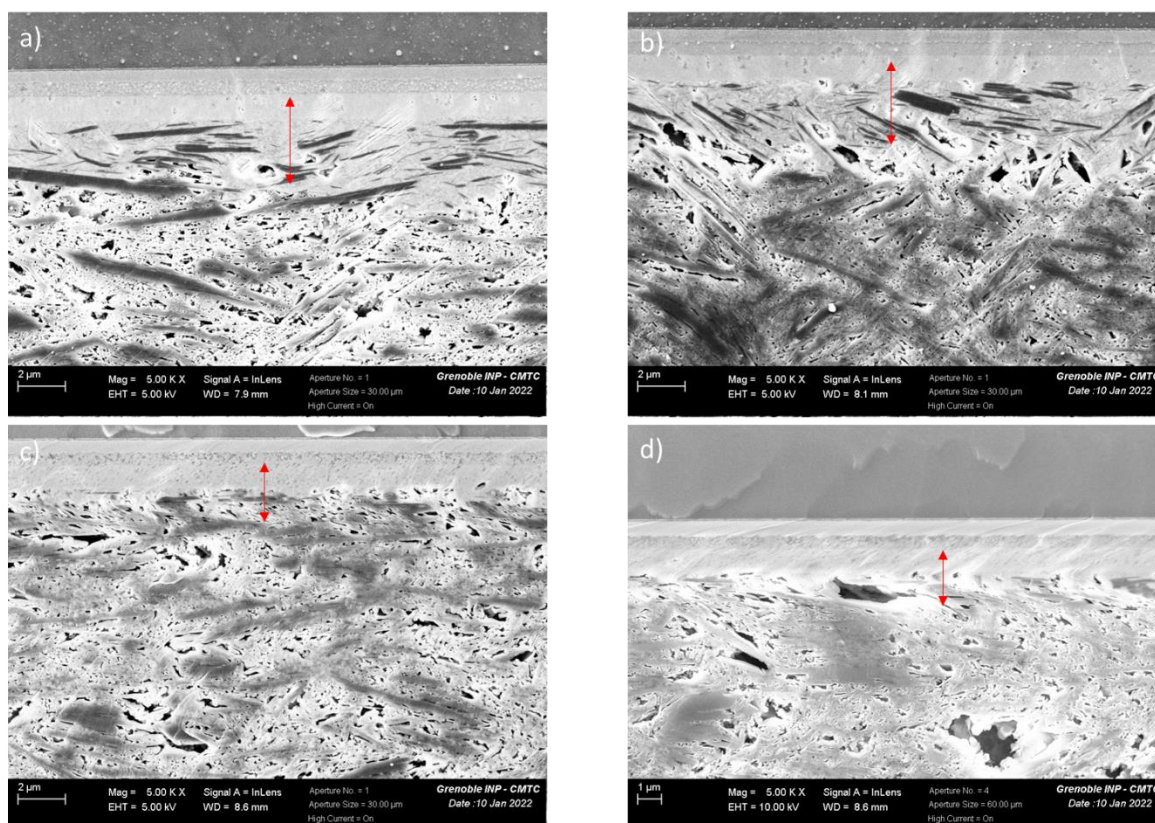 a)
2 µm
Mag = 5.00 K X
EHT = 5.00 kV
Signal A = InLens
WD = 7.9 mm
Aperture No. = 1
Aperture Size = 30.00 µm
High Current = On
Grenoble INP - CMTC
Date :10 Jan 2022
b)
2 µm
Mag = 5.00 K X
EHT = 5.00 kV
Signal A = InLens
WD = 8.1 mm
Aperture No. = 1
Aperture Size = 30.00 µm
High Current = On
Grenoble INP - CMTC
Date :10 Jan 2022
c)
2 µm
Mag = 5.00 K X
EHT = 5.00 kV
Signal A = InLens
WD = 8.6 mm
Aperture No. = 1
Aperture Size = 30.00 µm
High Current = On
Grenoble INP - CMTC
Date :10 Jan 2022
d)
1 µm
Mag = 5.00 K X
EHT = 10.00 kV
Signal A = InLens
WD = 8.6 mm
Aperture No. = 4
Aperture Size = 60.00 µm
High Current = On
Grenoble INP - CMTC
Date :10 Jan 2022